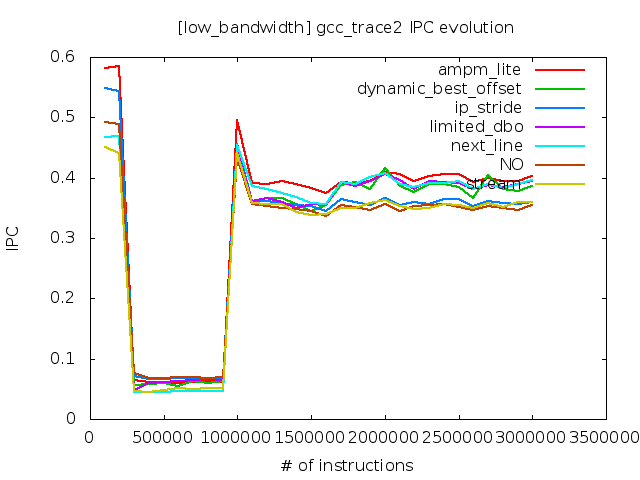 [low_bandwidth] gcc_trace2 IPC evolution
0.6
0.5
0.4
0.3
0.2
0.1
0
IPC
ampm_lite
dynamic_best_offset
ip_stride
limited_dbo
next_line
NO
stream
0 500000 1000000 1500000 2000000 2500000 3000000 3500000
# of instructions